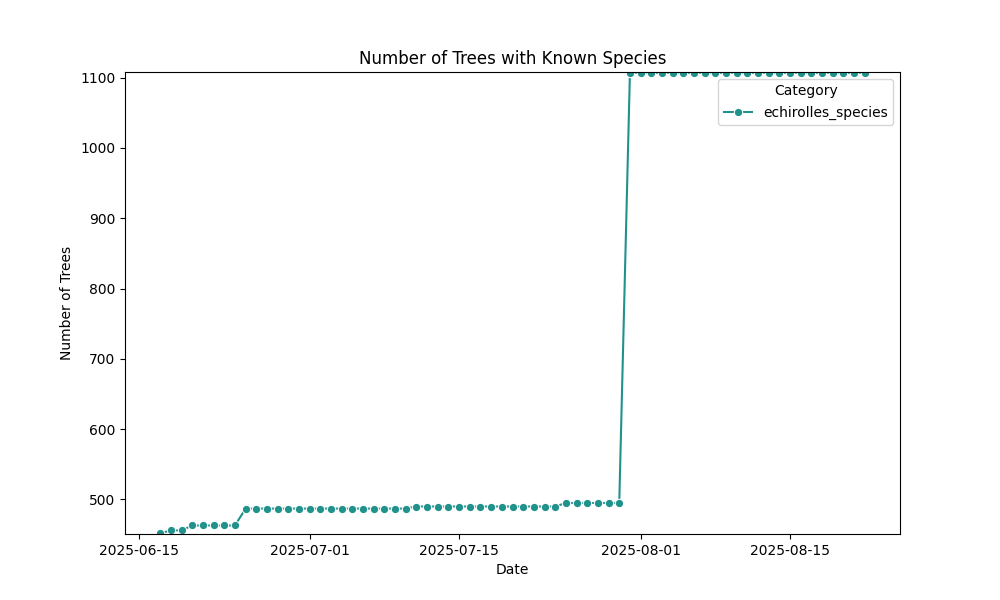 Number of Trees with Known Species
Number of Trees
1100
1000
900
800
700
600
500
Category
echirolles_species
2025-06-15
2025-07-01
2025-07-15
2025-08-01
2025-08-15
Date